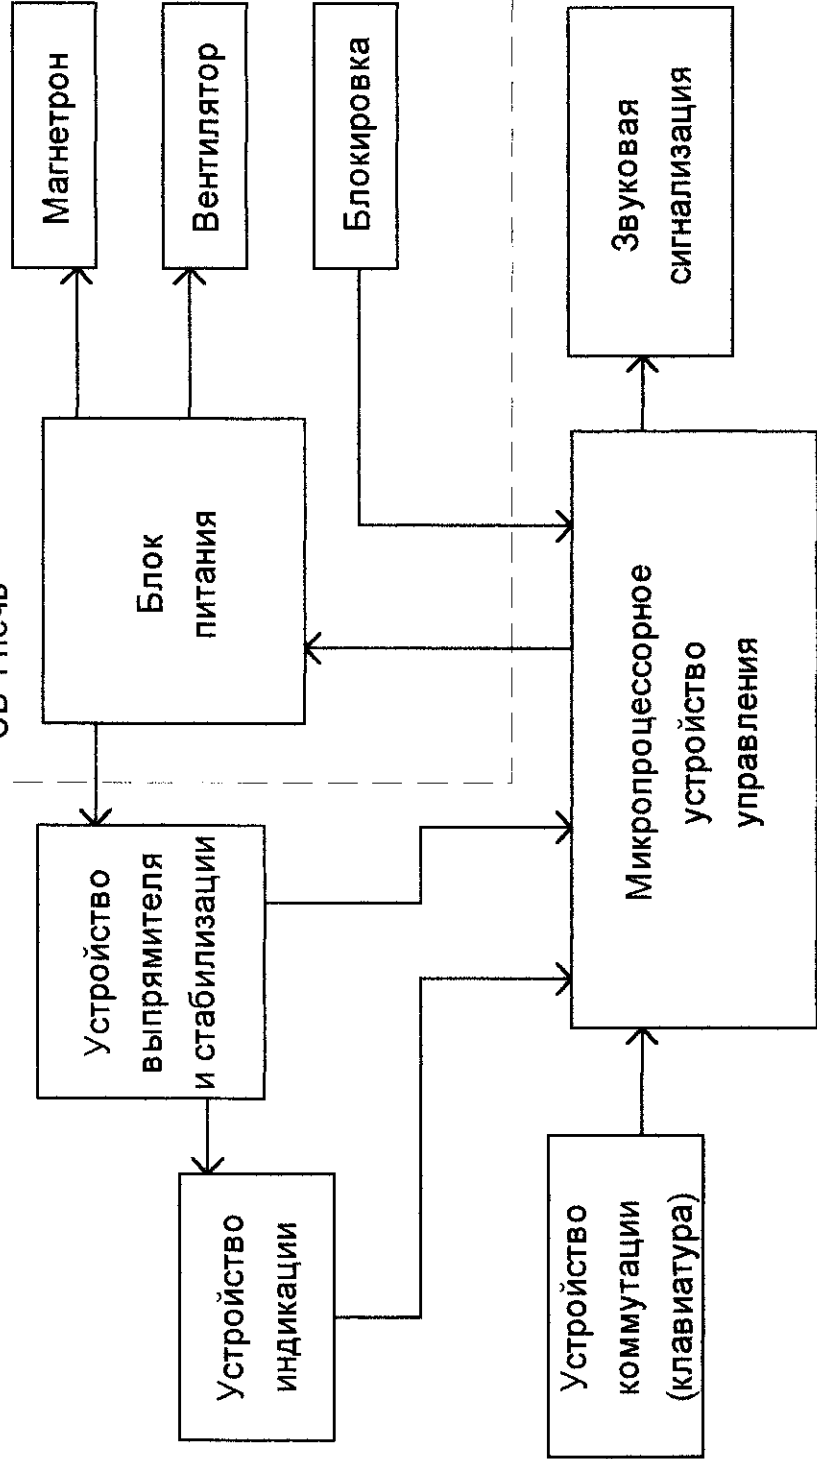 СВЧ печь
Устройство
индикации
Устройство
выпрямителя
и стабилизации
Блок
питания
Магнетрон
Вентилятор
Блокировка
Устройство
коммутации
(клавиатура)
Микропроцессорное
устройство
управления
Звуковая
сигнализация